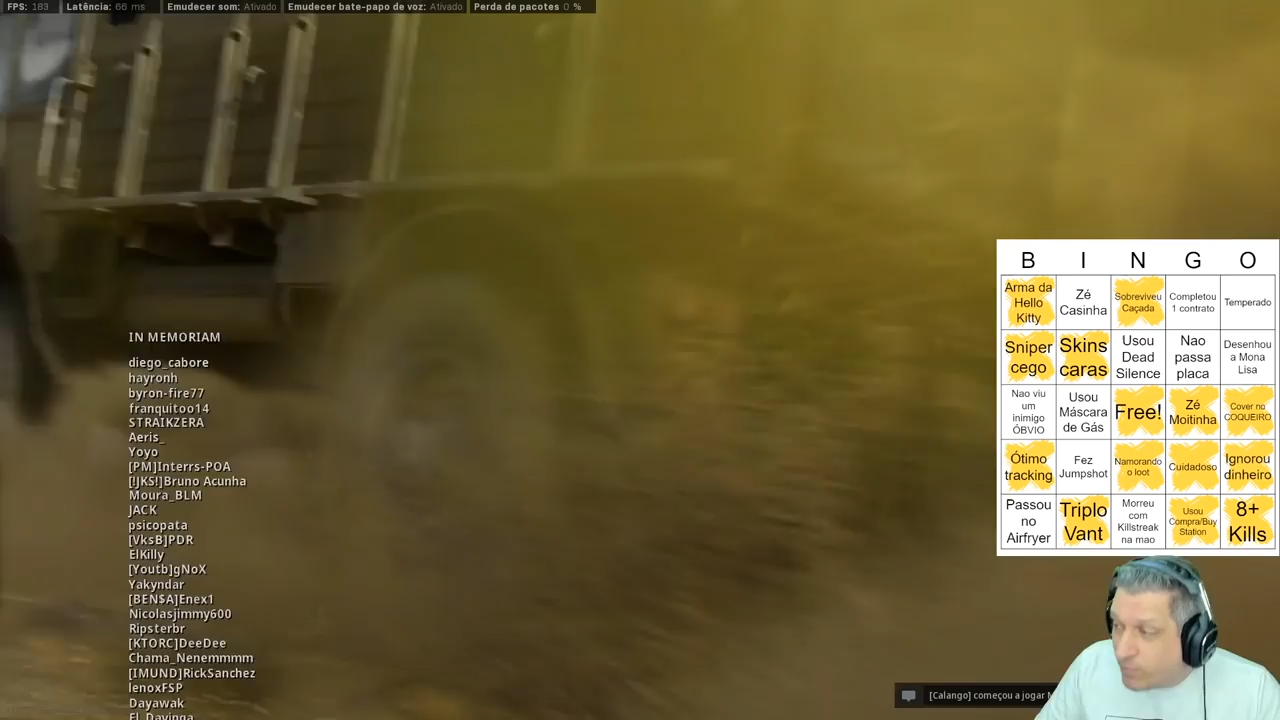 FPS: 183 Latência: 66 ms Emudecer som: Ativado Emudecer bate-papo de voz: Ativado Perda de pacotes 0 %
IN MEMORIAM
diego_cabore
hayronh
byron-fire77
franquitoo14
STRAIKZERA
Aeris_
Yoyo
[PM]Interrs-POA
[!JKS!]Bruno Acunha
Moura_BLM
JACK
psicopata
[VksB]PDR
ElKilly
[Youtb]gNoX
Yakyndar
[BEN$A]Enex1
Nicolasjimmy600
Ripsterbr
[KTORC]DeeDee
Chama_Nenemmmm
[IMUND]RickSanchez
lenoxFSP
Dayawak
B I N G O
Arma da
Hello
Kitty
Zé
Casinha
Sobreviveu
Caçada
Completou
1 contrato
Temperado
Sniper
cego
Skins
caras
Usou
Dead
Silence
Nao
passa
placa
Desenhou
a Mona
Lisa
Nao viu
um
inimigo
ÓBVIO
Usou
Máscara
de Gás
Free!
Zé
Moitinha
Cover no
COQUEIRO
Ótimo
tracking
Fez
Jumpshot
Namorando
o loot
Cuidadoso
Ignorou
dinheiro
Passou
no
Airfryer
Triplo
Vant
Morreu
com
Killstreak
na mao
Usou
Compra/Buy
Station
8+
Kills
[Calango] começou a jogar